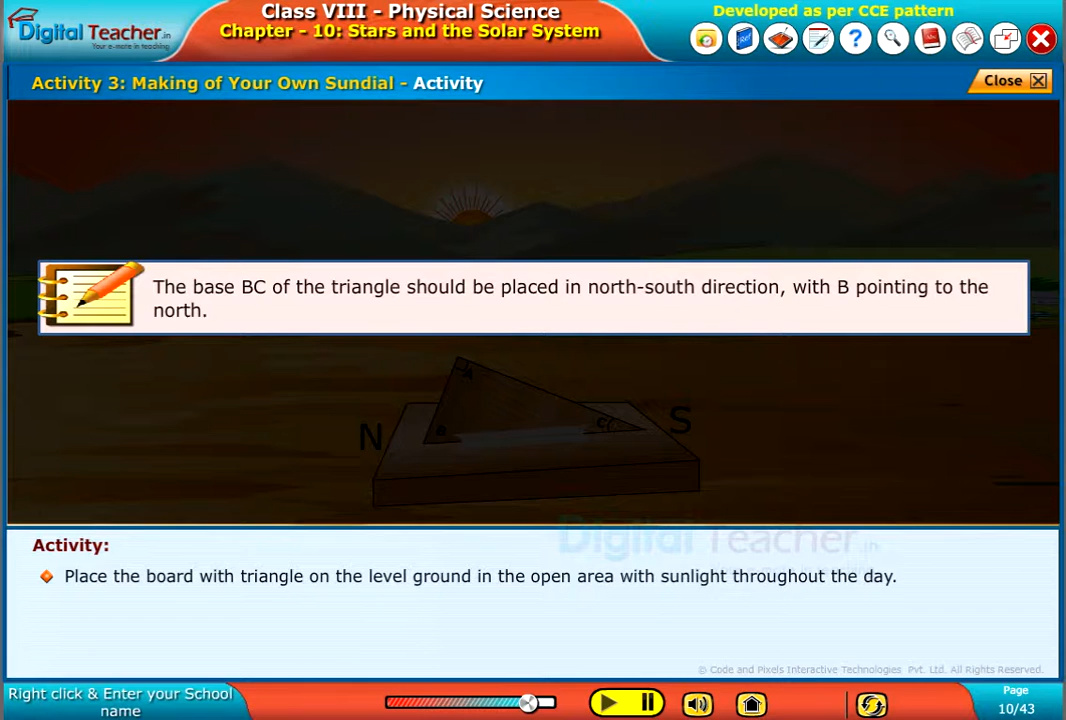 Digital Teacher.in
Your e-mate in teaching
Class VIII - Physical Science
Chapter - 10: Stars and the Solar System
Developed as per CCE pattern
Activity 3: Making of Your Own Sundial - Activity
Close
The base BC of the triangle should be placed in north-south direction, with B pointing to the
north.
A
B
C
N
S
Digital Teacher.in
Activity:
Place the board with triangle on the level ground in the open area with sunlight throughout the day.
© Code and Pixels Interactive Technologies Pvt. Ltd. All Rights Reserved.
Right click & Enter your School
name
Page
10/43